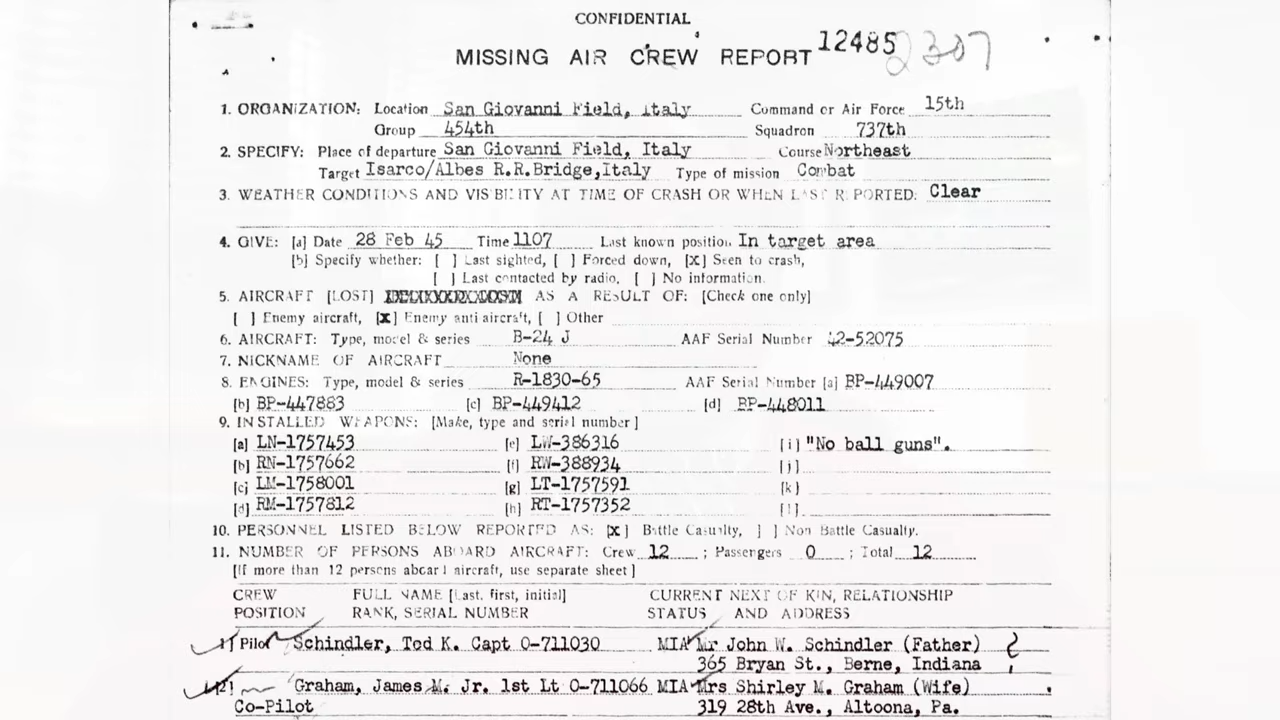 CONFIDENTIAL
MISSING AIR CREW REPORT 12485 2307
1. ORGANIZATION: Location San Giovanni Field, Italy Command or Air Force 15th
Group 454th Squadron 737th
2. SPECIFY: Place of departure San Giovanni Field, Italy Course Northeast
Target Isarco/Albes R.R.Bridge,Italy Type of mission Combat
3. WEATHER CONDITIONS AND VISIBILITY AT TIME OF CRASH OR WHEN LAST REPORTED: Clear
4. GIVE: [a] Date 28 Feb 45 Time 1107 Last known position In target area
[b] Specify whether: [ ] Last sighted, [ ] Forced down, [X] Seen to crash,
[ ] Last contacted by radio, [ ] No information.
5. AIRCRAFT [LOST] AS A RESULT OF: [Check one only]
[ ] Enemy aircraft, [X] Enemy anti aircraft, [ ] Other
6. AIRCRAFT: Type, model & series B-24 J AAF Serial Number 42-52075
7. NICKNAME OF AIRCRAFT None
8. ENGINES: Type, model & series R-1830-65 AAF Serial Number [a] BP-449007
[b] BP-447883 [c] BP-449412 [d] BP-448011
9. INSTALLED WEAPONS: [Make, type and serial number]
[a] LN-1757453 [e] LW-386316 [i] "No ball guns".
[b] RN-1757662 [f] RW-388934 [j]
[c] LM-1758001 [g] LT-1757591 [k]
[d] RM-1757812 [h] RT-1757352 [l]
10. PERSONNEL LISTED BELOW REPORTED AS: [X] Battle Casualty, [ ] Non Battle Casualty.
11. NUMBER OF PERSONS ABOARD AIRCRAFT: Crew 12 ; Passengers 0 ; Total 12
[If more than 12 persons aboard aircraft, use separate sheet]
CREW FULL NAME [Last, first, initial] CURRENT NEXT OF KIN, RELATIONSHIP
POSITION RANK, SERIAL NUMBER STATUS AND ADDRESS
1] Pilot Schindler, Tod K. Capt O-711030 MIA Mr John W. Schindler (Father)
365 Bryan St., Berne, Indiana
[2] Graham, James M. Jr. 1st Lt O-711066 MIA Mrs Shirley M. Graham (Wife)
Co-Pilot 319 28th Ave., Altoona, Pa.